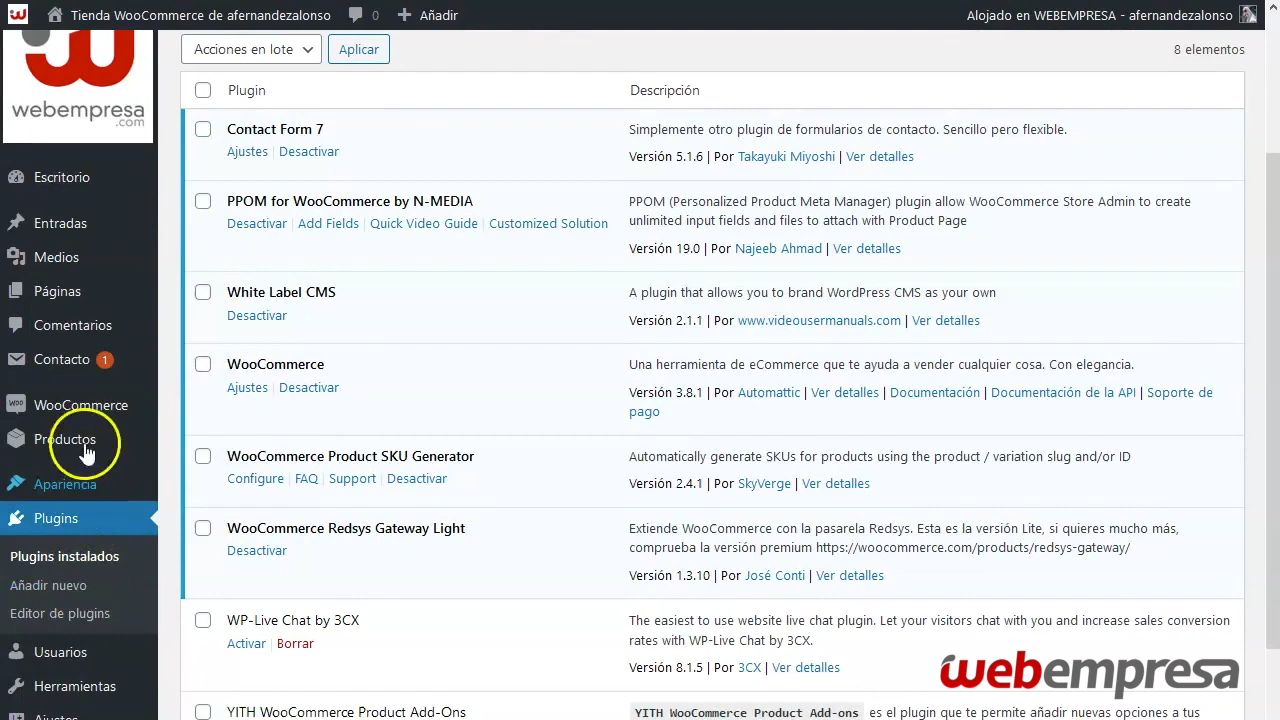 Tienda WooCommerce de afernandezalonso 0 Añadir Alojado en WEBEMPRESA - afernandezalonso
webempresa
.com
Escritorio
Entradas
Medios
Páginas
Comentarios
Contacto 1
WooCommerce
Productos
Apariencia
Plugins
Plugins instalados
Añadir nuevo
Editor de plugins
Usuarios
Herramientas
Ajustes
Acciones en lote Aplicar 8 elementos
Plugin Descripción
Contact Form 7
Ajustes | Desactivar
Simplemente otro plugin de formularios de contacto. Sencillo pero flexible.
Versión 5.1.6 | Por Takayuki Miyoshi | Ver detalles
PPOM for WooCommerce by N-MEDIA
Desactivar | Add Fields | Quick Video Guide | Customized Solution
PPOM (Personalized Product Meta Manager) plugin allow WooCommerce Store Admin to create
unlimited input fields and files to attach with Product Page
Versión 19.0 | Por Najeeb Ahmad | Ver detalles
White Label CMS
Desactivar
A plugin that allows you to brand WordPress CMS as your own
Versión 2.1.1 | Por www.videousermanuals.com | Ver detalles
WooCommerce
Ajustes | Desactivar
Una herramienta de eCommerce que te ayuda a vender cualquier cosa. Con elegancia.
Versión 3.8.1 | Por Automattic | Ver detalles | Documentación | Documentación de la API | Soporte de
pago
WooCommerce Product SKU Generator
Configure | FAQ | Support | Desactivar
Automatically generate SKUs for products using the product / variation slug and/or ID
Versión 2.4.1 | Por SkyVerge | Ver detalles
WooCommerce Redsys Gateway Light
Desactivar
Extiende WooCommerce con la pasarela Redsys. Esta es la versión Lite, si quieres mucho más,
comprueba la versión premium https://woocommerce.com/products/redsys-gateway/
Versión 1.3.10 | Por José Conti | Ver detalles
WP-Live Chat by 3CX
Activar | Borrar
The easiest to use website live chat plugin. Let your visitors chat with you and increase sales conversion
rates with WP-Live Chat by 3CX.
Versión 8.1.5 | Por 3CX | Ver detalles
YITH WooCommerce Product Add-Ons
YITH WooCommerce Product Add-ons es el plugin que te permite añadir nuevas opciones a tus
webempresa